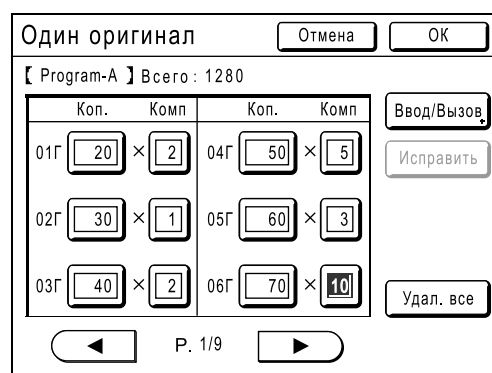 Один оригинал Отмена OK
【 Program-A 】 Всего: 1280
Коп. Комп Коп. Комп Ввод/Вызов
01Г 20 × 2 04Г 50 × 5 Исправить
02Г 30 × 1 05Г 60 × 3
03Г 40 × 2 06Г 70 × 10 Удал. все
◄ P. 1/9 ►